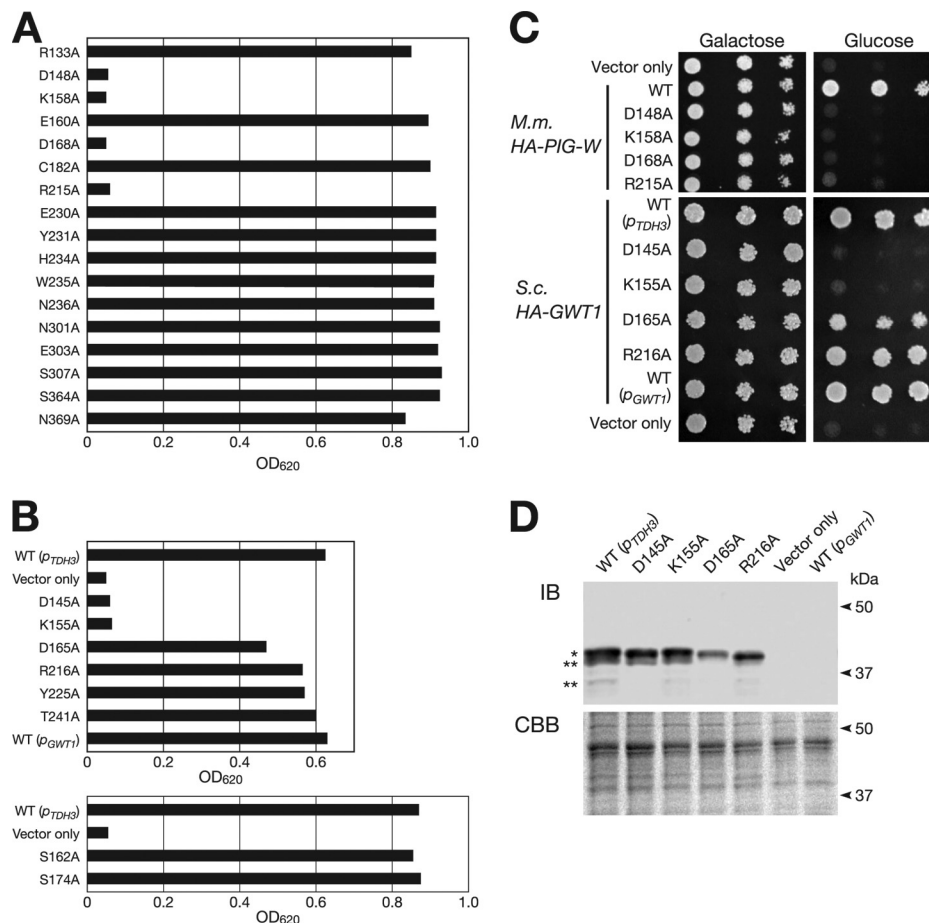 A
R133A
D148A
K158A
E160A
D168A
C182A
R215A
E230A
Y231A
H234A
W235A
N236A
N301A
E303A
S307A
S364A
N369A
0 0.2 0.4 0.6 0.8 1.0
OD620
B
WT (pTDH3)
Vector only
D145A
K155A
D165A
R216A
Y225A
T241A
WT (pGWT1)
0 0.2 0.4 0.6
OD620
WT (pTDH3)
Vector only
S162A
S174A
0 0.2 0.4 0.6 0.8 1.0
OD620
C
Galactose Glucose
Vector only
WT
D148A
K158A
D168A
R215A
M.m.
HA-PIG-W
WT
(pTDH3)
D145A
K155A
D165A
R216A
WT
(pGWT1)
Vector only
S.c.
HA-GWT1
D
WT (pTDH3) D145A K155A D165A R216A Vector only WT (pGWT1)
kDa
IB
50
*
**
37
**
CBB
50
37